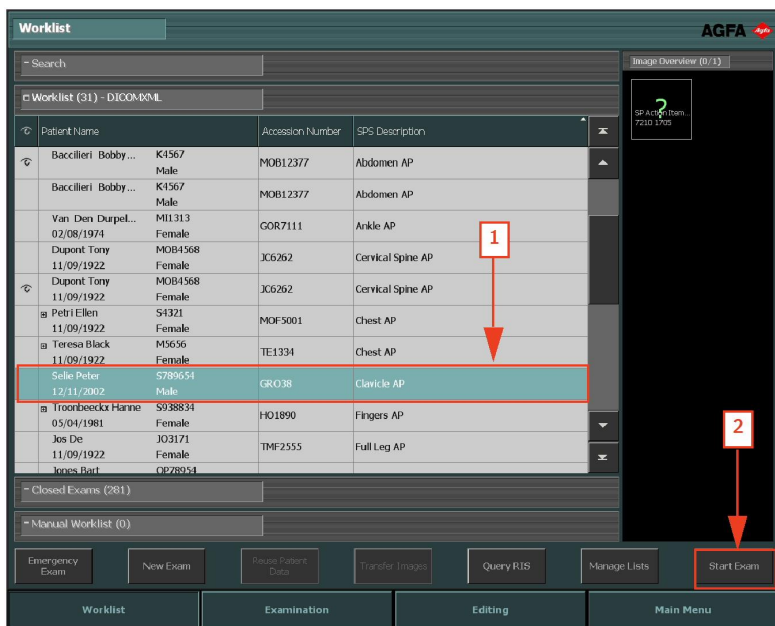 Worklist
AGFA
Agfa
- Search
Image Overview (0/1)
Worklist (31) - DICOMXML
?
SP Action Item...
7210 1705
Patient Name Accession Number SPS Description
Baccilieri Bobby... K4567 MOB12377 Abdomen AP
Male
Baccilieri Bobby... K4567 MOB12377 Abdomen AP
Male
Van Den Durpel... MI1313 GOR7111 Ankle AP
02/08/1974 Female
1
Dupont Tony MOB4568 JC6262 Cervical Spine AP
11/09/1922 Female
Dupont Tony MOB4568 JC6262 Cervical Spine AP
11/09/1922 Female
Petri Ellen S4321 MOF5001 Chest AP
11/09/1922 Female
Teresa Black M5656 TE1334 Chest AP
11/09/1922 Female
Selie Peter S789654 GRO38 Clavicle AP
12/11/2002 Male
Troonbeeckx Hanne S938834 HO1890 Fingers AP
05/04/1981 Female
2
Jos De JO3171 TMF2555 Full Leg AP
11/09/1922 Female
Jones Bart OP78954
- Closed Exams (281)
- Manual Worklist (0)
Emergency Exam
New Exam
Reuse Patient Data
Transfer Images
Query RIS
Manage Lists
Start Exam
Worklist Examination Editing Main Menu